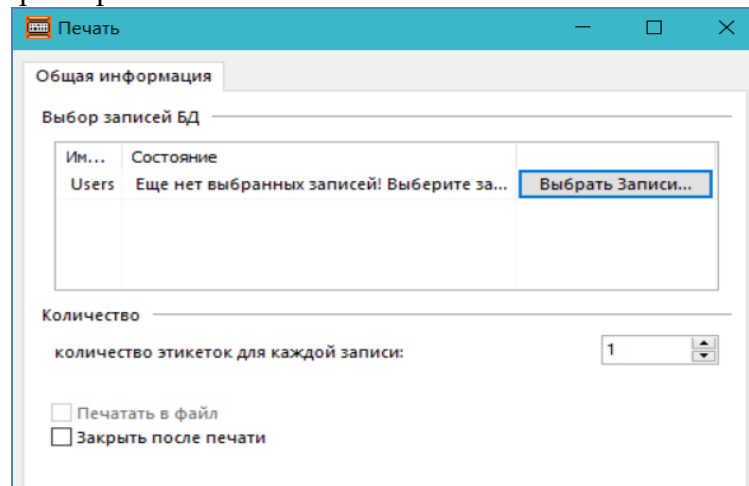 Печать
Общая информация
Выбор записей БД
Им... Состояние
Users Еще нет выбранных записей! Выберите за... Выбрать Записи...
Количество
количество этикеток для каждой записи: 1
Печатать в файл
Закрыть после печати